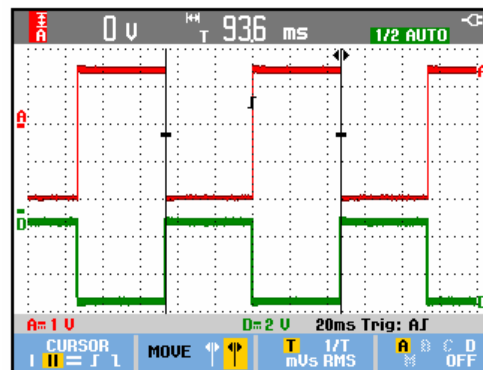 A 0 V T 93.6 ms 1/2 AUTO
A A
D D
A= 1 V D= 2 V 20ms Trig: A
CURSOR MOVE T 1/T A B C D
mVs RMS M OFF